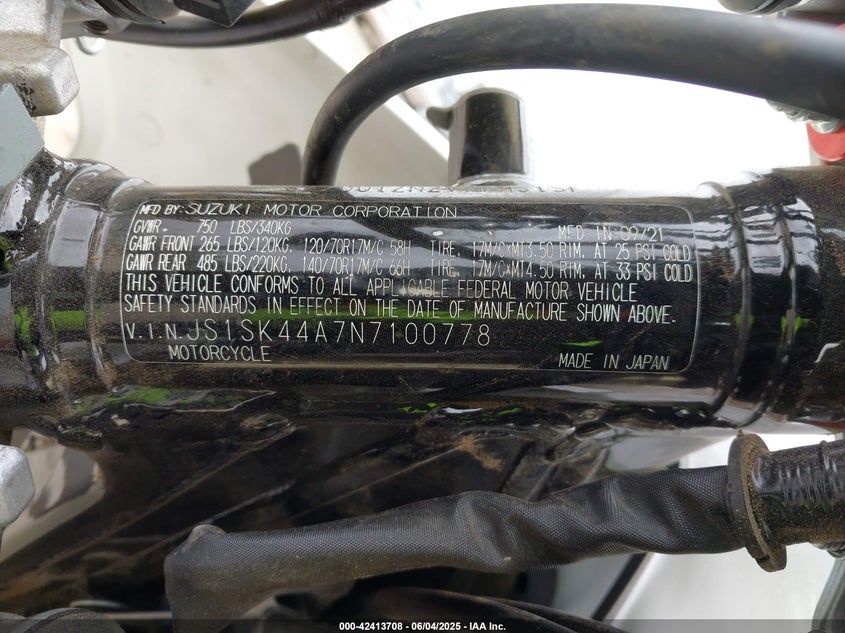 MFD BY: SUZUKI MOTOR CORPORATION
GVWR- 750 LBS/340KG. MFD IN: 09/21
GAWR FRONT 265 LBS/120KG. 120/70R17M/C 58H TIRE. 17M/CXMT3.50 RIM. AT 25 PSI COLD
GAWR REAR 485 LBS/220KG. 140/70R17M/C 66H TIRE. 17M/CXMT4.50 RIM. AT 33 PSI COLD
THIS VEHICLE CONFORMS TO ALL APPLICABLE FEDERAL MOTOR VEHICLE
SAFETY STANDARDS IN EFFECT ON THE DATE OF MANUFACTURE SHOWN ABOVE.
V.I.N. JS1SK44A7N7100778
MOTORCYCLE MADE IN JAPAN
000-42413708 - 06/04/2025 - IAA Inc.